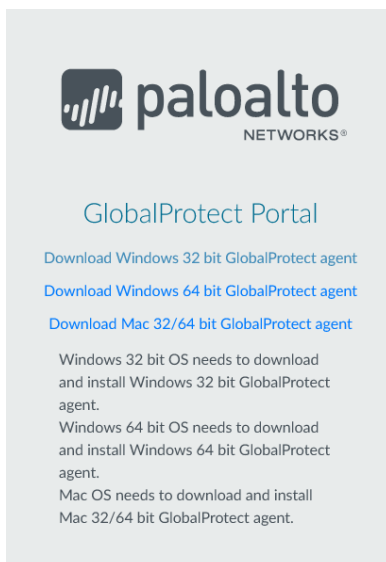 paloalto
NETWORKS®
GlobalProtect Portal
Download Windows 32 bit GlobalProtect agent
Download Windows 64 bit GlobalProtect agent
Download Mac 32/64 bit GlobalProtect agent
Windows 32 bit OS needs to download
and install Windows 32 bit GlobalProtect
agent.
Windows 64 bit OS needs to download
and install Windows 64 bit GlobalProtect
agent.
Mac OS needs to download and install
Mac 32/64 bit GlobalProtect agent.